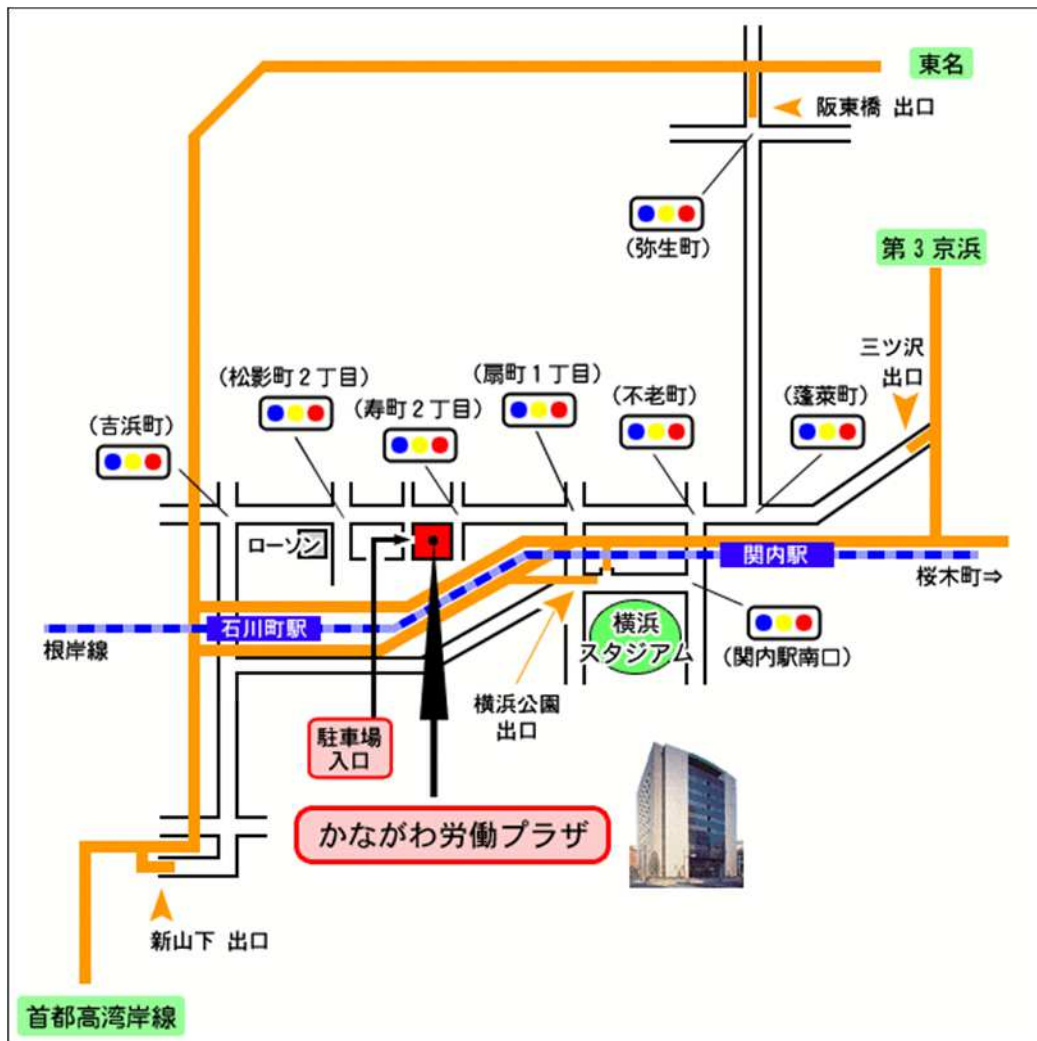 東名
阪東橋 出口
(弥生町)
第3京浜
三ツ沢
出口
(松影町2丁目)
(扇町1丁目)
(寿町2丁目)
(不老町)
(蓬莱町)
(吉浜町)
ローソン
関内駅
桜木町⇒
石川町駅
根岸線
横浜
スタジアム
(関内駅南口)
横浜公園
出口
駐車場
入口
かながわ労働プラザ
新山下 出口
首都高湾岸線